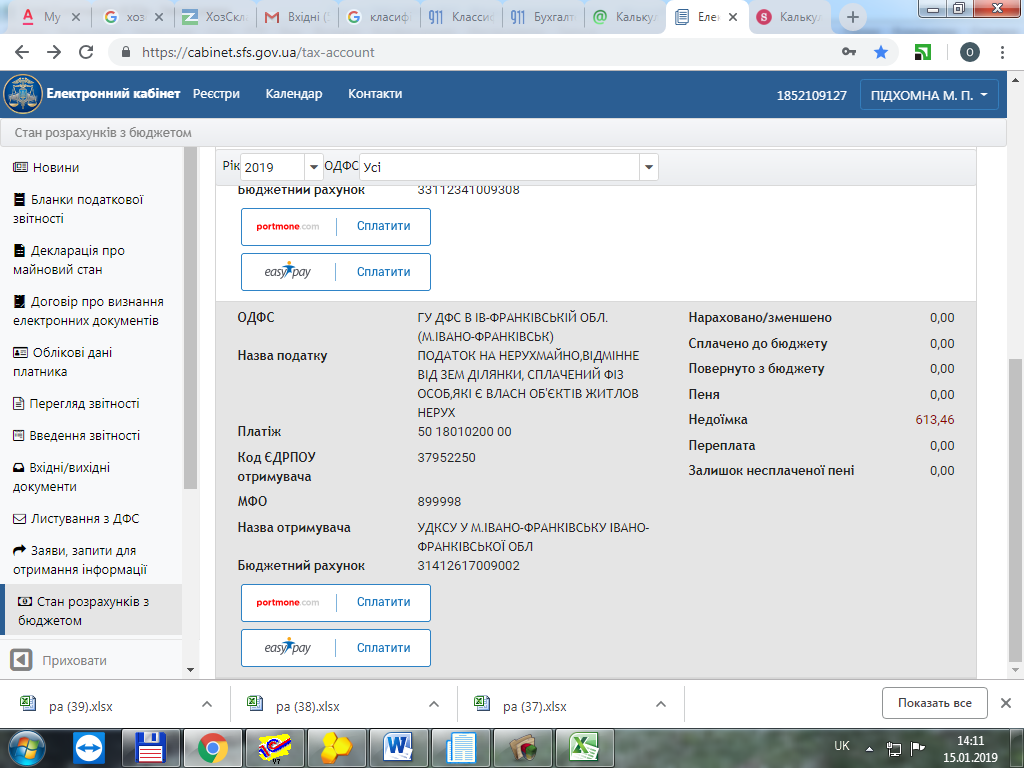 Му
хоз
ХозСкл
Вхідні (
класиф
Классиф
Бухгалт
Кальку
Елек
Кальку
https://cabinet.sfs.gov.ua/tax-account
О
Електронний кабінет Реєстри Календар Контакти 1852109127 ПІДХОМНА М. П.
Стан розрахунків з бюджетом
Новини
Бланки податкової
звітності
Декларація про
майновий стан
Договір про визнання
електронних документів
Облікові дані
платника
Перегляд звітності
Введення звітності
Вхідні/вихідні
документи
Листування з ДФС
Заяви, запити для
отримання інформації
Стан розрахунків з
бюджетом
Приховати
Рік 2019 ОДФС Усі
Бюджетний рахунок 33112341009308
portmone.com Сплатити
easypay Сплатити
ОДФС ГУ ДФС В ІВ-ФРАНКІВСЬКІЙ ОБЛ.
(М.ІВАНО-ФРАНКІВСЬК)
Назва податку ПОДАТОК НА НЕРУХМАЙНО,ВІДМІННЕ
ВІД ЗЕМ ДІЛЯНКИ, СПЛАЧЕНИЙ ФІЗ
ОСОБ,ЯКІ Є ВЛАСН ОБ'ЄКТІВ ЖИТЛОВ
НЕРУХ
Платіж 50 18010200 00
Код ЄДРПОУ 37952250
отримувача
МФО 899998
Назва отримувача УДКСУ У М.ІВАНО-ФРАНКІВСЬКУ ІВАНО-
ФРАНКІВСЬКОЇ ОБЛ
Бюджетний рахунок 31412617009002
portmone.com Сплатити
easypay Сплатити
Нараховано/зменшено 0,00
Сплачено до бюджету 0,00
Повернуто з бюджету 0,00
Пеня 0,00
Недоїмка 613,46
Переплата 0,00
Залишок несплаченої пені 0,00
pa (39).xlsx
pa (38).xlsx
pa (37).xlsx
Показать все
UK
14:11
15.01.2019